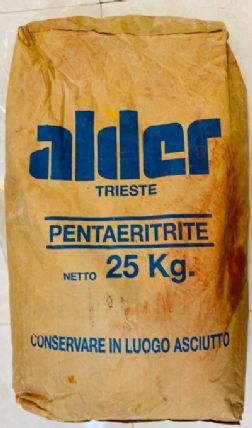 alder
TRIESTE
PENTAERITRITE
NETTO 25 Kg.
CONSERVARE IN LUOGO ASCIUTTO